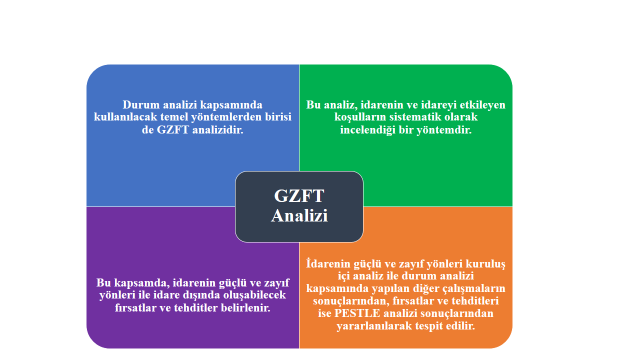 Durum analizi kapsamında
kullanılacak temel yöntemlerden birisi
de GZFT analizidir.
Bu analiz, idarenin ve idareyi etkileyen
koşulların sistematik olarak
incelendiği bir yöntemdir.
GZFT
Analizi
Bu kapsamda, idarenin güçlü ve zayıf
yönleri ile idare dışında oluşabilecek
fırsatlar ve tehditler belirlenir.
İdarenin güçlü ve zayıf yönleri kuruluş
içi analiz ile durum analizi
kapsamında yapılan diğer çalışmaların
sonuçlarından, fırsatlar ve tehditleri
ise PESTLE analizi sonuçlarından
yararlanılarak tespit edilir.